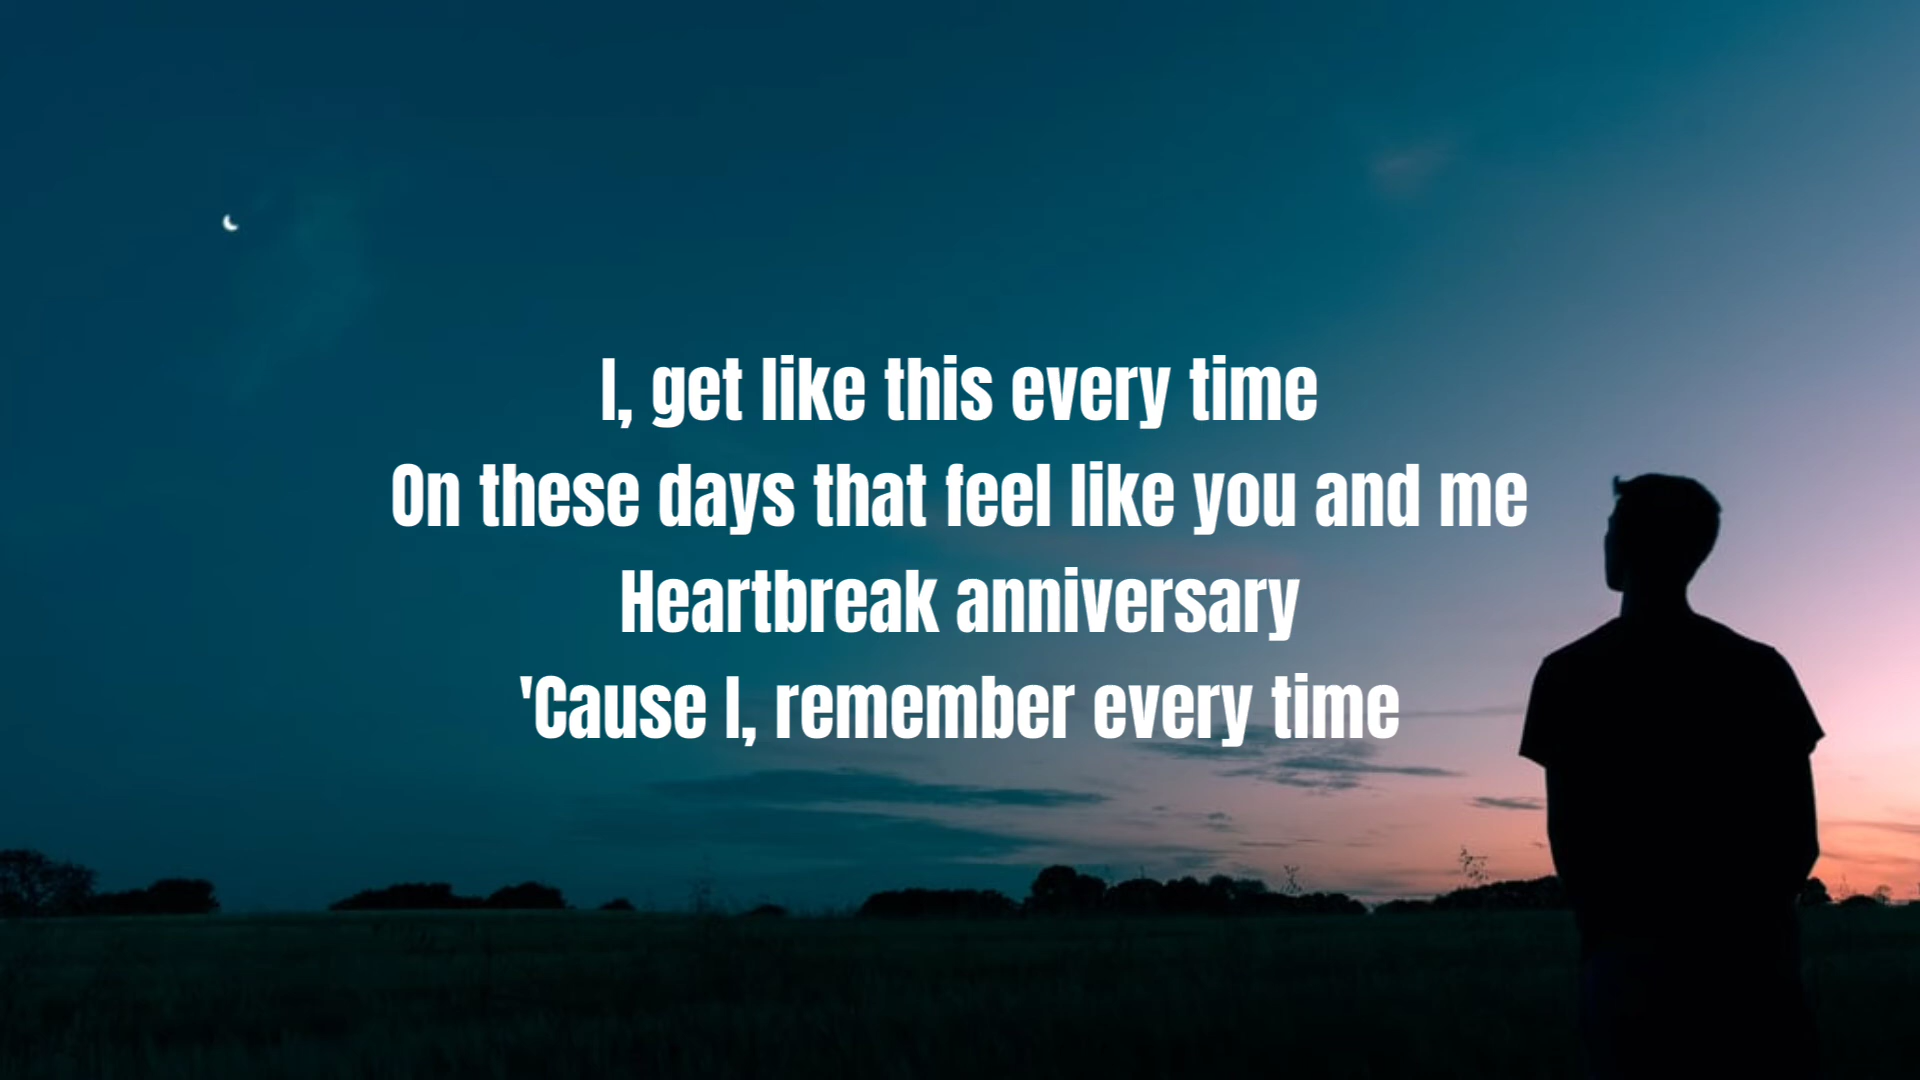 I, get like this every time
On these days that feel like you and me
Heartbreak anniversary
'Cause I, remember every time